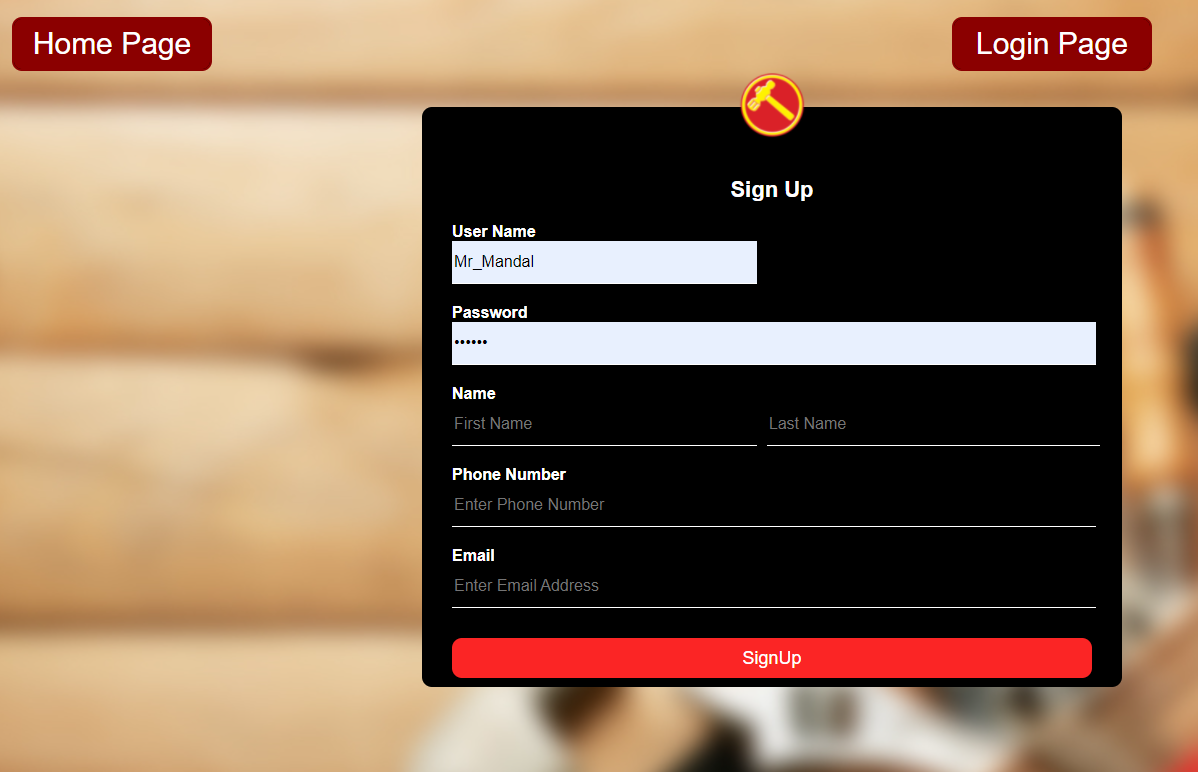 Home Page
Login Page
Sign Up
User Name
Mr_Mandal
Password
••••••
Name
First Name Last Name
Phone Number
Enter Phone Number
Email
Enter Email Address
SignUp